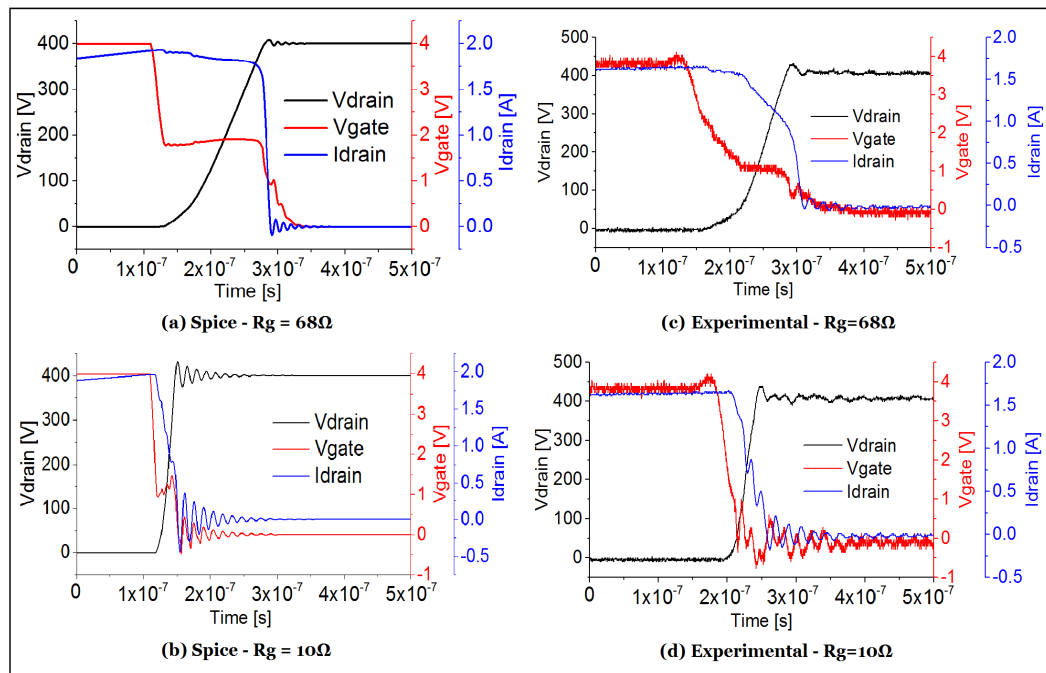 400
300
200
100
0
Vdrain [V]
4
3
2
1
0
Vgate [V]
2.0
1.5
1.0
0.5
0.0
Idrain [A]
Vdrain
Vgate
Idrain
0 1x10⁻⁷ 2x10⁻⁷ 3x10⁻⁷ 4x10⁻⁷ 5x10⁻⁷
Time [s]
(a) Spice - Rg = 68Ω
500
400
300
200
100
0
Vdrain [V]
4
3
2
1
0
-1
Vgate [V]
2.0
1.5
1.0
0.5
0.0
-0.5
Idrain [A]
Vdrain
Vgate
Idrain
0 1x10⁻⁷ 2x10⁻⁷ 3x10⁻⁷ 4x10⁻⁷ 5x10⁻⁷
Time [s]
(c) Experimental - Rg=68Ω
400
200
0
Vdrain [V]
4
3
2
1
0
-1
Vgate [V]
2.0
1.5
1.0
0.5
0.0
-0.5
Idrain [A]
Vdrain
Vgate
Idrain
0 1x10⁻⁷ 2x10⁻⁷ 3x10⁻⁷ 4x10⁻⁷ 5x10⁻⁷
Time [s]
(b) Spice - Rg = 10Ω
500
400
300
200
100
0
Vdrain [V]
4
3
2
1
0
-1
Vgate [V]
2.0
1.5
1.0
0.5
0.0
-0.5
Idrain [A]
Vdrain
Vgate
Idrain
0 1x10⁻⁷ 2x10⁻⁷ 3x10⁻⁷ 4x10⁻⁷ 5x10⁻⁷
Time [s]
(d) Experimental - Rg=10Ω